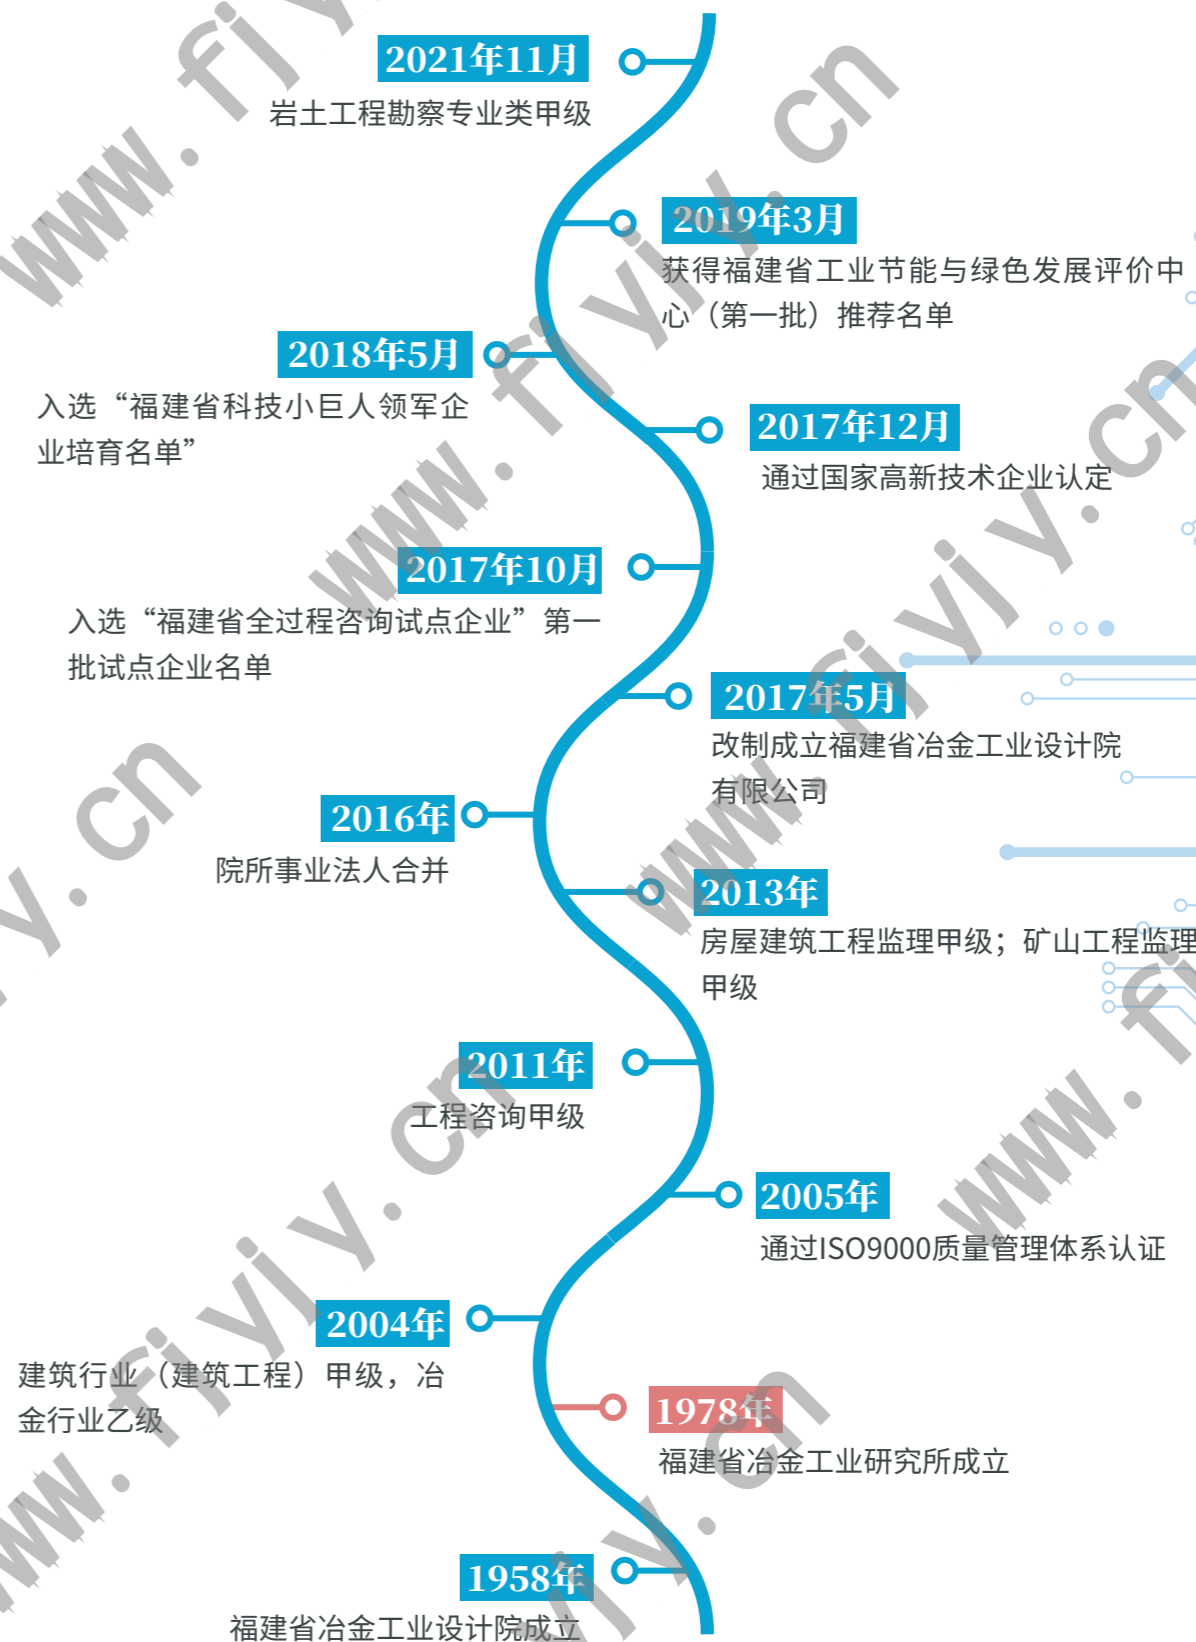 2021年11月
岩土工程勘察专业类甲级
2019年3月
获得福建省工业节能与绿色发展评价中
心（第一批）推荐名单
2018年5月
入选“福建省科技小巨人领军企
业培育名单”
2017年12月
通过国家高新技术企业认定
2017年10月
入选“福建省全过程咨询试点企业”第一
批试点企业名单
2017年5月
改制成立福建省冶金工业设计院
有限公司
2016年
院所事业法人合并
2013年
房屋建筑工程监理甲级；矿山工程监理
甲级
2011年
工程咨询甲级
2005年
通过ISO9000质量管理体系认证
2004年
建筑行业（建筑工程）甲级，冶
金行业乙级
1978年
福建省冶金工业研究所成立
1958年
福建省冶金工业设计院成立
www.fjyjy.cn
www.fjyjy.cn
www.fjyjy.cn